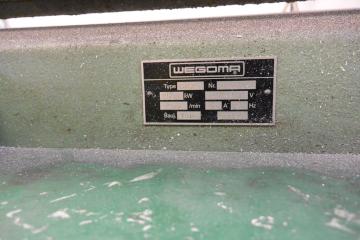 WEGOMA
Type Nr.
kW V
/min A Hz
Bauj.